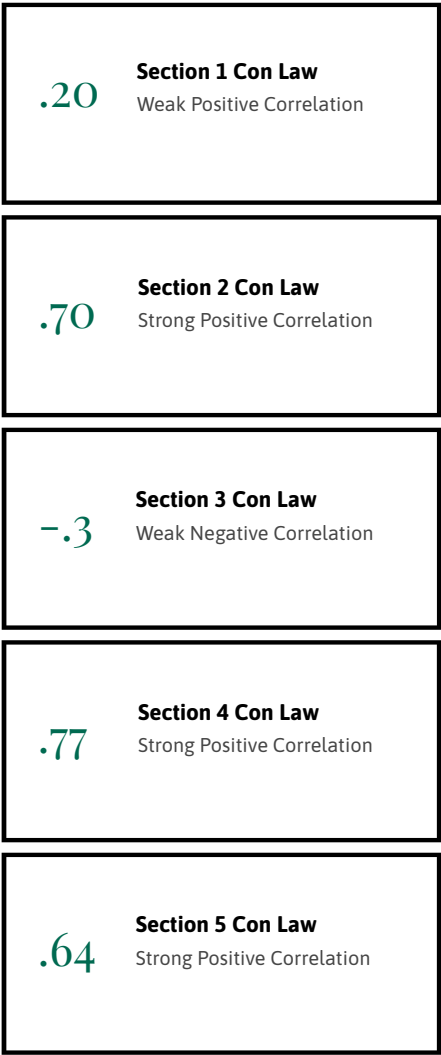 .20
Section 1 Con Law
Weak Positive Correlation
.70
Section 2 Con Law
Strong Positive Correlation
-.3
Section 3 Con Law
Weak Negative Correlation
.77
Section 4 Con Law
Strong Positive Correlation
.64
Section 5 Con Law
Strong Positive Correlation